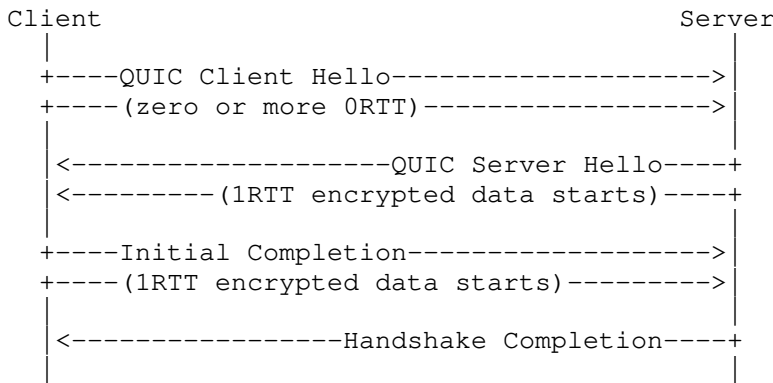 Client Server
QUIC Client Hello
(zero or more 0RTT)
QUIC Server Hello
(1RTT encrypted data starts)
Initial Completion
(1RTT encrypted data starts)
Handshake Completion